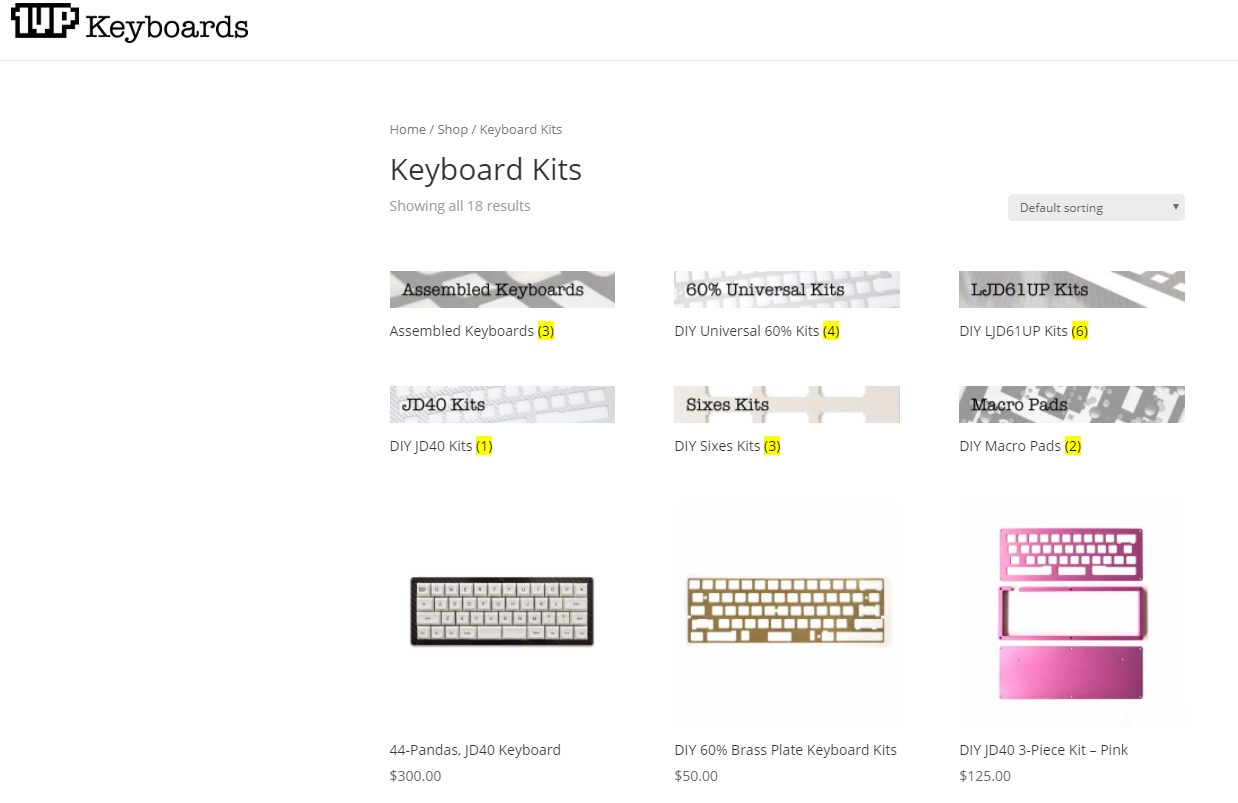 1UP Keyboards
Home / Shop / Keyboard Kits
Keyboard Kits
Showing all 18 results
Default sorting
Assembled Keyboards
60% Universal Kits
LJD61UP Kits
Assembled Keyboards (3)
DIY Universal 60% Kits (4)
DIY LJD61UP Kits (6)
JD40 Kits
Sixes Kits
Macro Pads
DIY JD40 Kits (1)
DIY Sixes Kits (3)
DIY Macro Pads (2)
44-Pandas, JD40 Keyboard
DIY 60% Brass Plate Keyboard Kits
DIY JD40 3-Piece Kit – Pink
$300.00
$50.00
$125.00